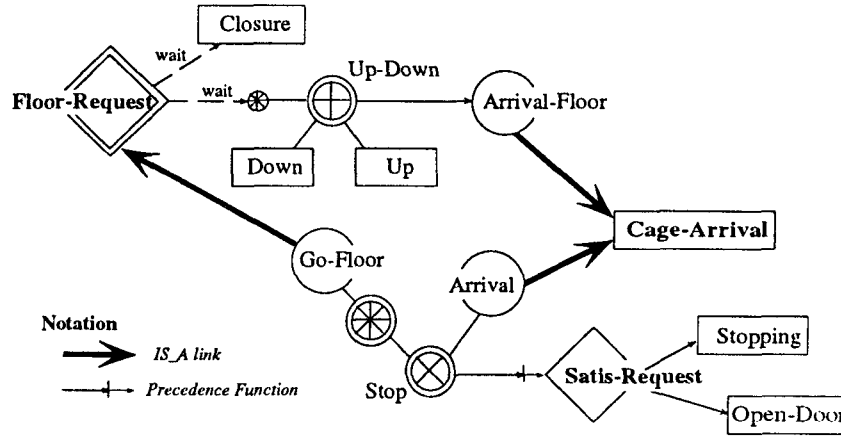 Closure
wait
Up-Down
Floor-Request
wait
Arrival-Floor
Down
Up
Cage-Arrival
Go-Floor
Arrival
Notation
IS_A link
Stopping
Precedence Function
Stop
Satis-Request
Open-Door